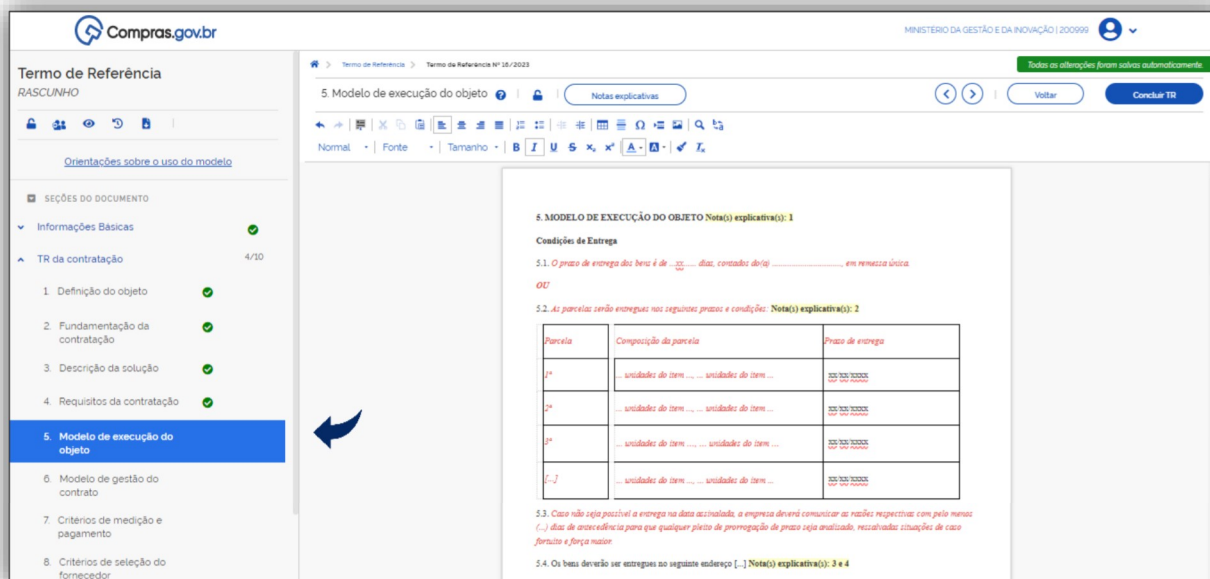 Compras.gov.br
MINISTÉRIO DA GESTÃO E DA INOVAÇÃO | 200999
Termo de Referência
RASCUNHO
Orientações sobre o uso do modelo
SEÇÕES DO DOCUMENTO
Informações Básicas
TR da contratação 4/10
1. Definição do objeto
2. Fundamentação da
contratação
3. Descrição da solução
4. Requisitos da contratação
5. Modelo de execução do
objeto
6. Modelo de gestão do
contrato
7. Critérios de medição e
pagamento
8. Critérios de seleção do
fornecedor
> Termo de Referência > Termo de Referência Nº 16/2023
Todas as alterações foram salvas automaticamente.
5. Modelo de execução do objeto ? Notas explicativas Voltar Concluir TR
Normal Fonte Tamanho B I U S x₂ x² A A Tx
5. MODELO DE EXECUÇÃO DO OBJETO Nota(s) explicativa(s): 1
Condições de Entrega
5.1. O prazo de entrega dos bens é de ...xx...... dias, contados do(a) ................................, em remessa única.
OU
5.2. As parcelas serão entregues nos seguintes prazos e condições: Nota(s) explicativa(s): 2
Parcela Composição da parcela Prazo de entrega
1ª ... unidades do item ..., ... unidades do item ... xx/xx/xxxx
2ª ... unidades do item ..., ... unidades do item ... xx/xx/xxxx
3ª ... unidades do item ..., ... unidades do item ... xx/xx/xxxx
[...] ... unidades do item ..., ... unidades do item ... xx/xx/xxxx
5.3. Caso não seja possível a entrega na data assinalada, a empresa deverá comunicar as razões respectivas com pelo menos
(...) dias de antecedência para que qualquer pleito de prorrogação de prazo seja analisado, ressalvadas situações de caso
fortuito e força maior.
5.4. Os bens deverão ser entregues no seguinte endereço [...] Nota(s) explicativa(s): 3 e 4